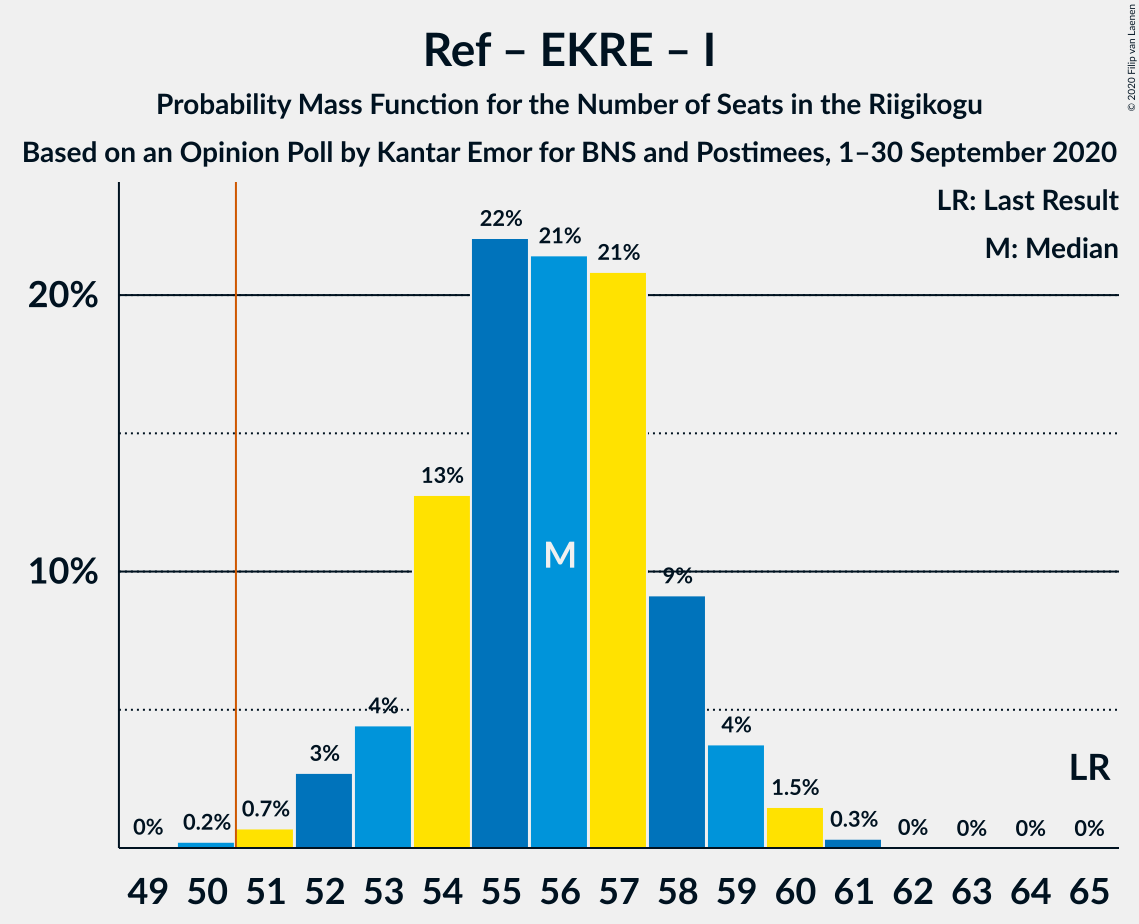 Ref – EKRE – I
Probability Mass Function for the Number of Seats in the Riigikogu
Based on an Opinion Poll by Kantar Emor for BNS and Postimees, 1–30 September 2020
© 2020 Filip van Laenen
LR: Last Result
M: Median
20%
10%
0%
0.2%
0.7%
3%
4%
13%
22%
21%
21%
9%
4%
1.5%
0.3%
0%
0%
0%
0%
M
LR
49 50 51 52 53 54 55 56 57 58 59 60 61 62 63 64 65